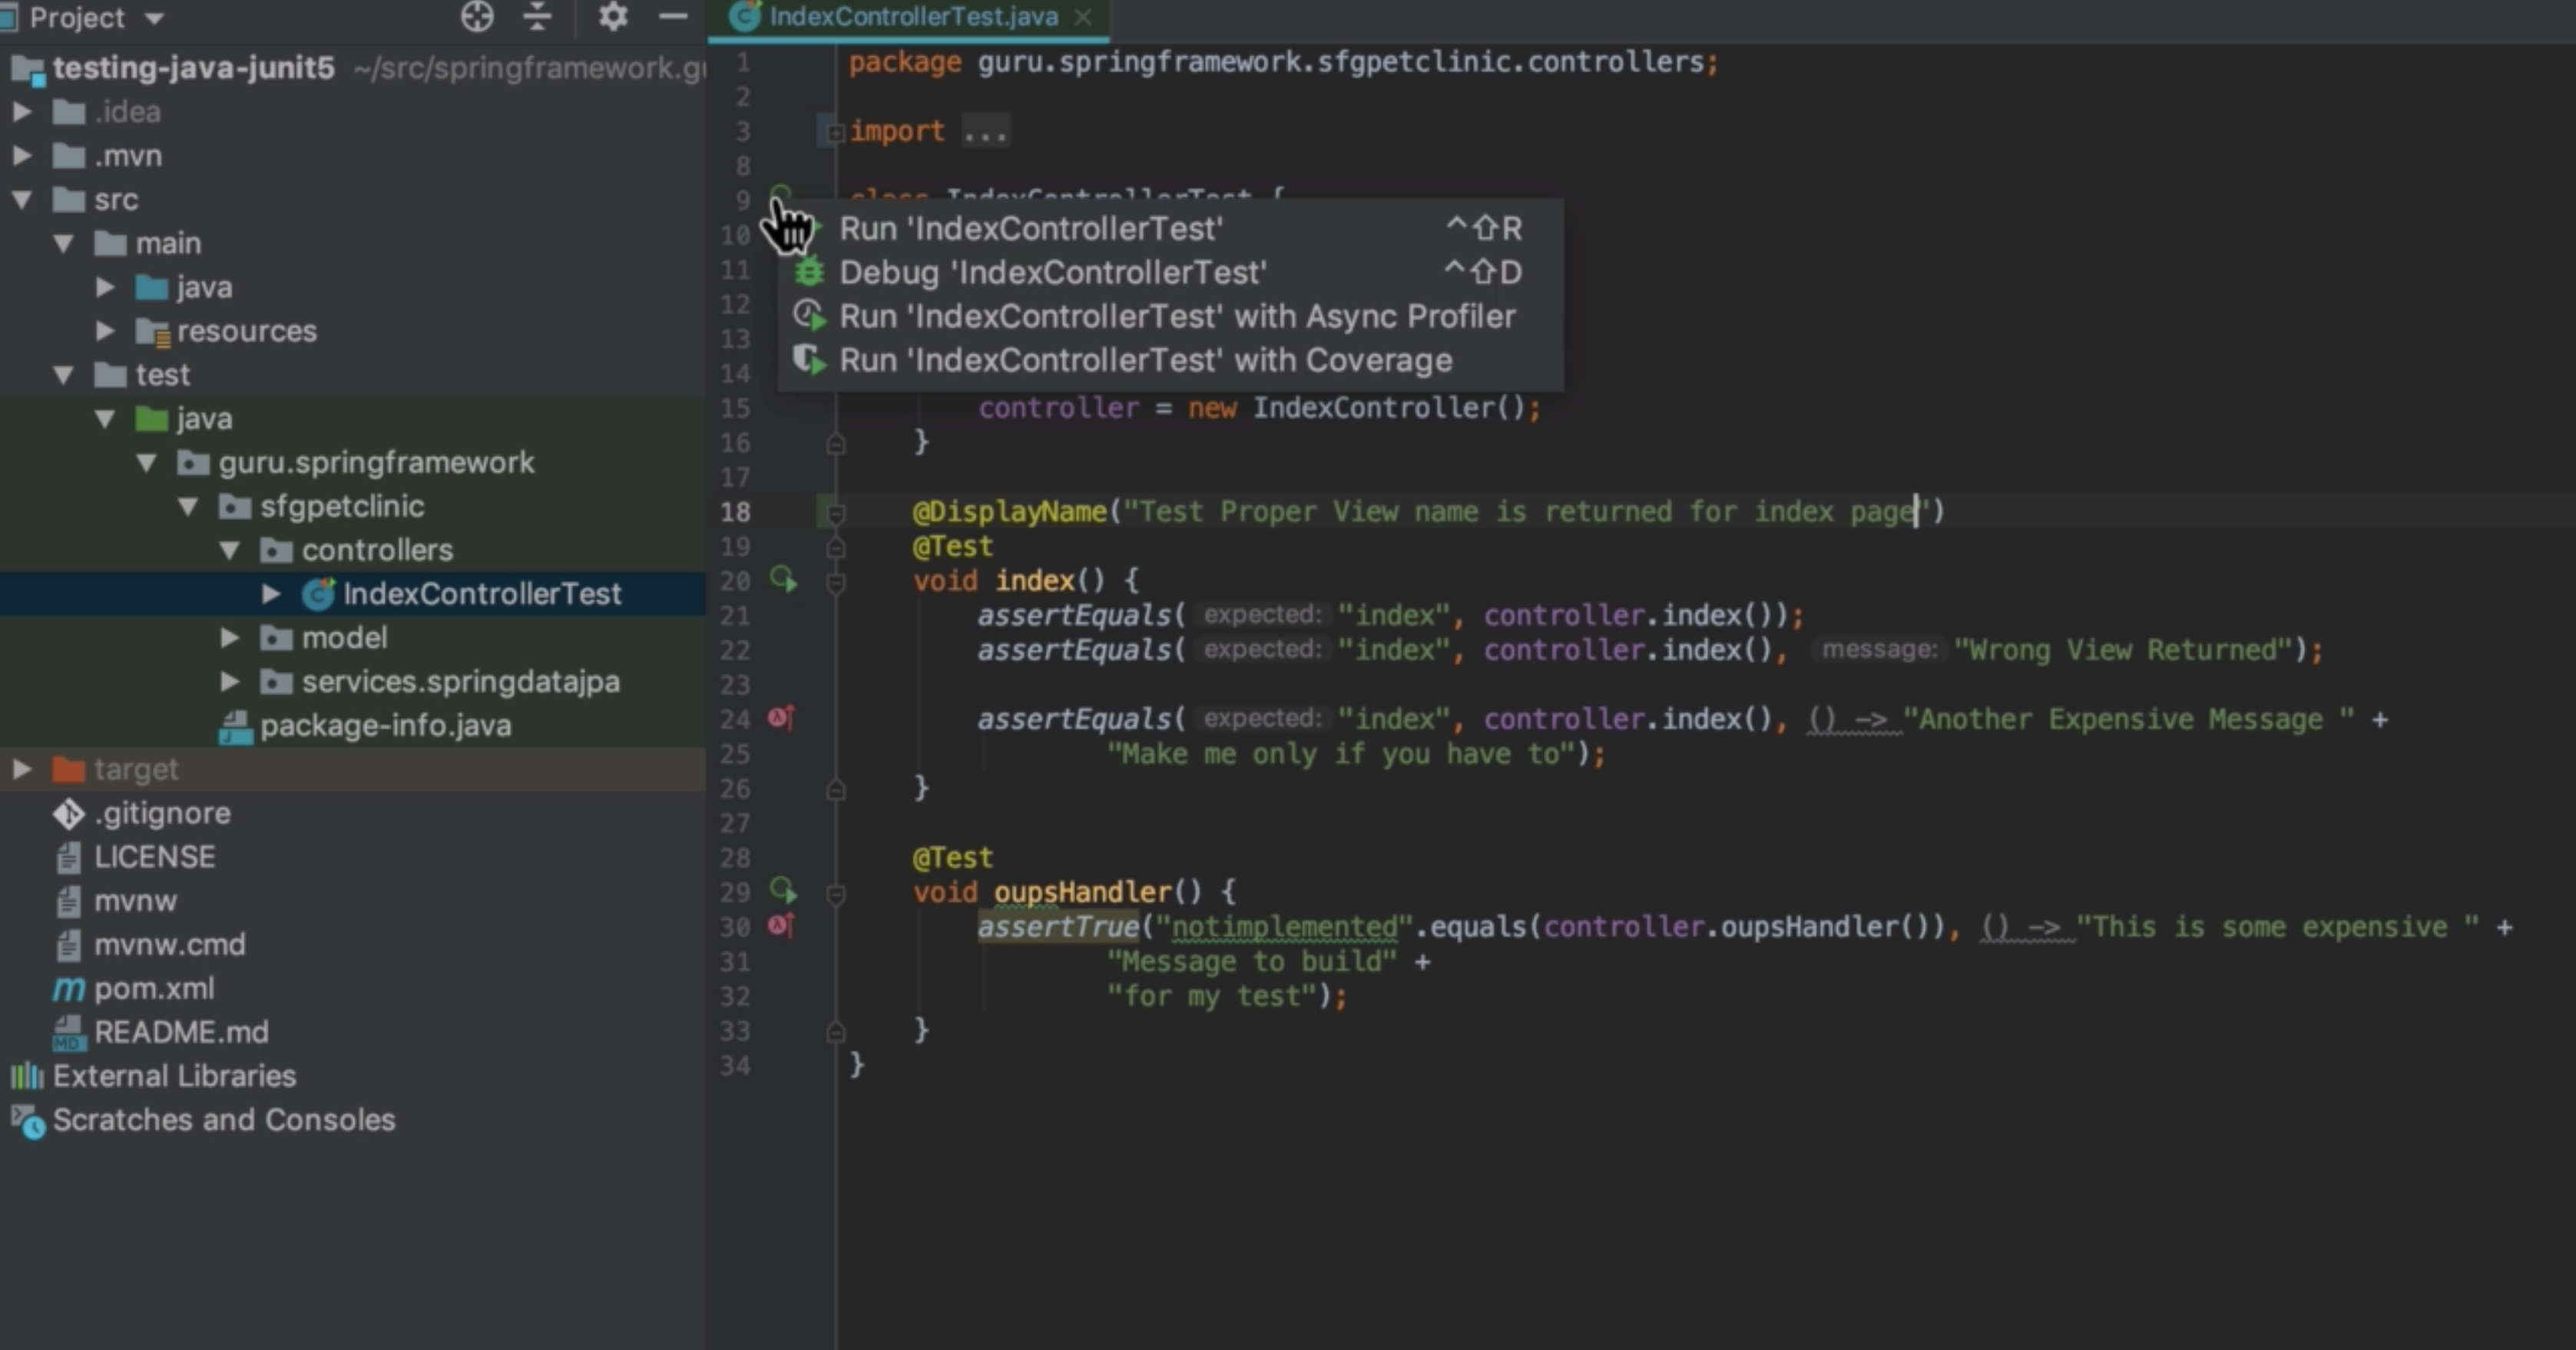 Project
testing-java-junit5 ~/src/springframework.gu
.idea
.mvn
src
main
java
resources
test
java
guru.springframework
sfgpetclinic
controllers
IndexControllerTest
model
services.springdatajpa
package-info.java
target
.gitignore
LICENSE
mvnw
mvnw.cmd
pom.xml
README.md
External Libraries
Scratches and Consoles
IndexControllerTest.java
1 package guru.springframework.sfgpetclinic.controllers;
2
3 import ...
8
9 class IndexControllerTest {
10 Run 'IndexControllerTest' ^⇧R
11 Debug 'IndexControllerTest' ^⇧D
12 Run 'IndexControllerTest' with Async Profiler
13 Run 'IndexControllerTest' with Coverage
14
15 controller = new IndexController();
16 }
17
18 @DisplayName("Test Proper View name is returned for index page")
19 @Test
20 void index() {
21 assertEquals( expected: "index", controller.index());
22 assertEquals( expected: "index", controller.index(), message: "Wrong View Returned");
23
24 assertEquals( expected: "index", controller.index(), () -> "Another Expensive Message " +
25 "Make me only if you have to");
26 }
27
28 @Test
29 void oupsHandler() {
30 assertTrue("notimplemented".equals(controller.oupsHandler()), () -> "This is some expensive " +
31 "Message to build" +
32 "for my test");
33 }
34 }